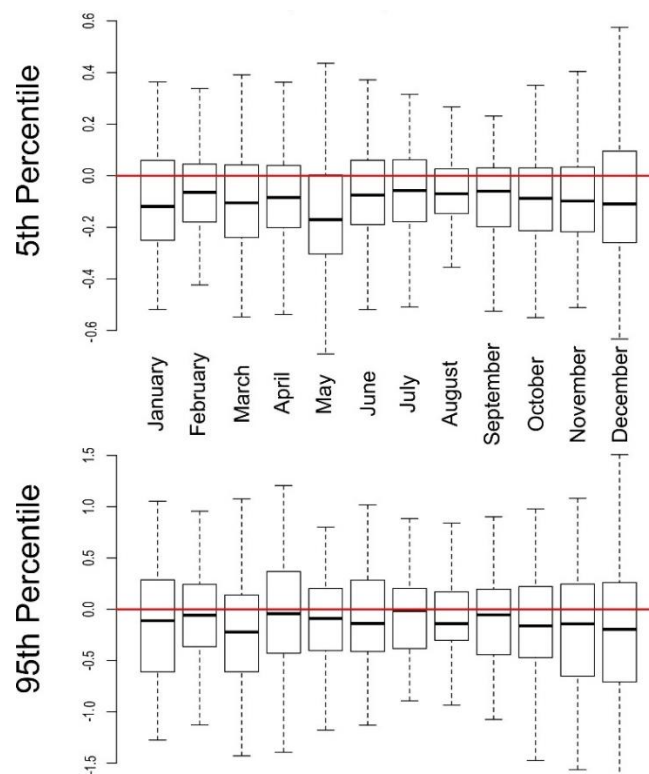 5th Percentile
0.6
0.4
0.2
0.0
-0.2
-0.4
-0.6
January
February
March
April
May
June
July
August
September
October
November
December
95th Percentile
1.5
1.0
0.5
0.0
-0.5
-1.0
-1.5